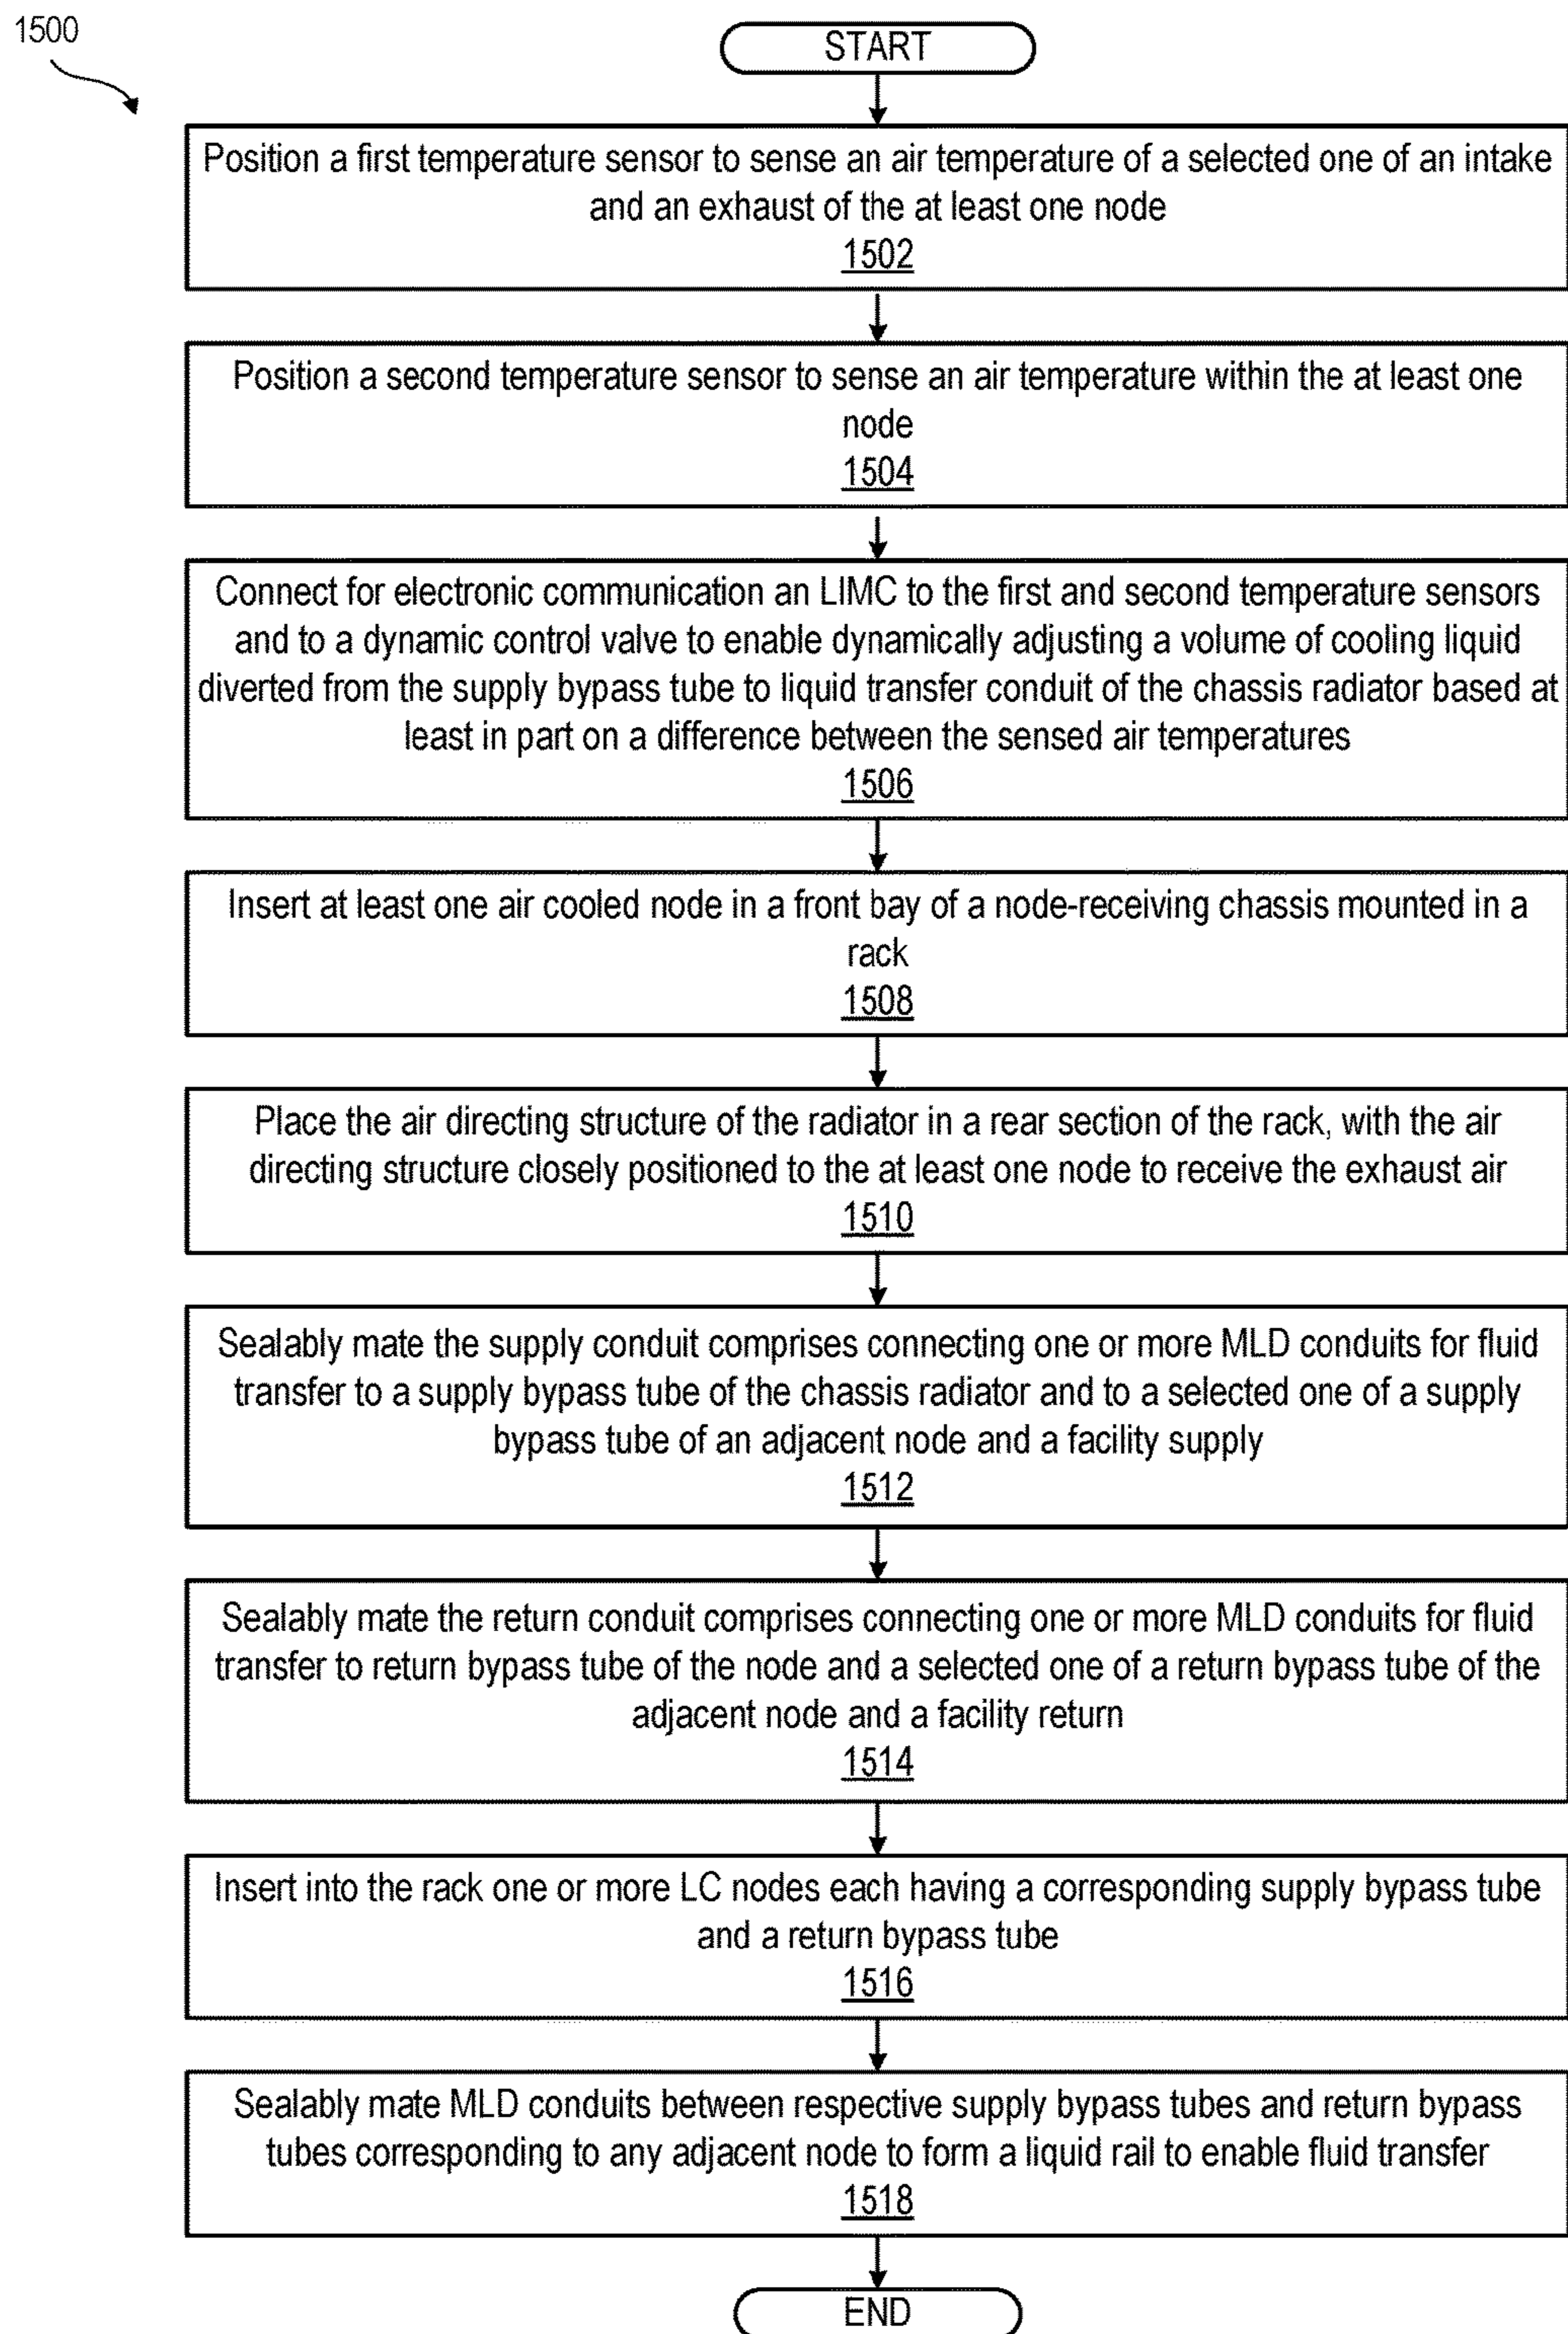 1500
START
Position a first temperature sensor to sense an air temperature of a selected one of an intake
and an exhaust of the at least one node
1502
Position a second temperature sensor to sense an air temperature within the at least one
node
1504
Connect for electronic communication an LIMC to the first and second temperature sensors
and to a dynamic control valve to enable dynamically adjusting a volume of cooling liquid
diverted from the supply bypass tube to liquid transfer conduit of the chassis radiator based at
least in part on a difference between the sensed air temperatures
1506
Insert at least one air cooled node in a front bay of a node-receiving chassis mounted in a
rack
1508
Place the air directing structure of the radiator in a rear section of the rack, with the air
directing structure closely positioned to the at least one node to receive the exhaust air
1510
Sealably mate the supply conduit comprises connecting one or more MLD conduits for fluid
transfer to a supply bypass tube of the chassis radiator and to a selected one of a supply
bypass tube of an adjacent node and a facility supply
1512
Sealably mate the return conduit comprises connecting one or more MLD conduits for fluid
transfer to return bypass tube of the node and a selected one of a return bypass tube of the
adjacent node and a facility return
1514
Insert into the rack one or more LC nodes each having a corresponding supply bypass tube
and a return bypass tube
1516
Sealably mate MLD conduits between respective supply bypass tubes and return bypass
tubes corresponding to any adjacent node to form a liquid rail to enable fluid transfer
1518
END